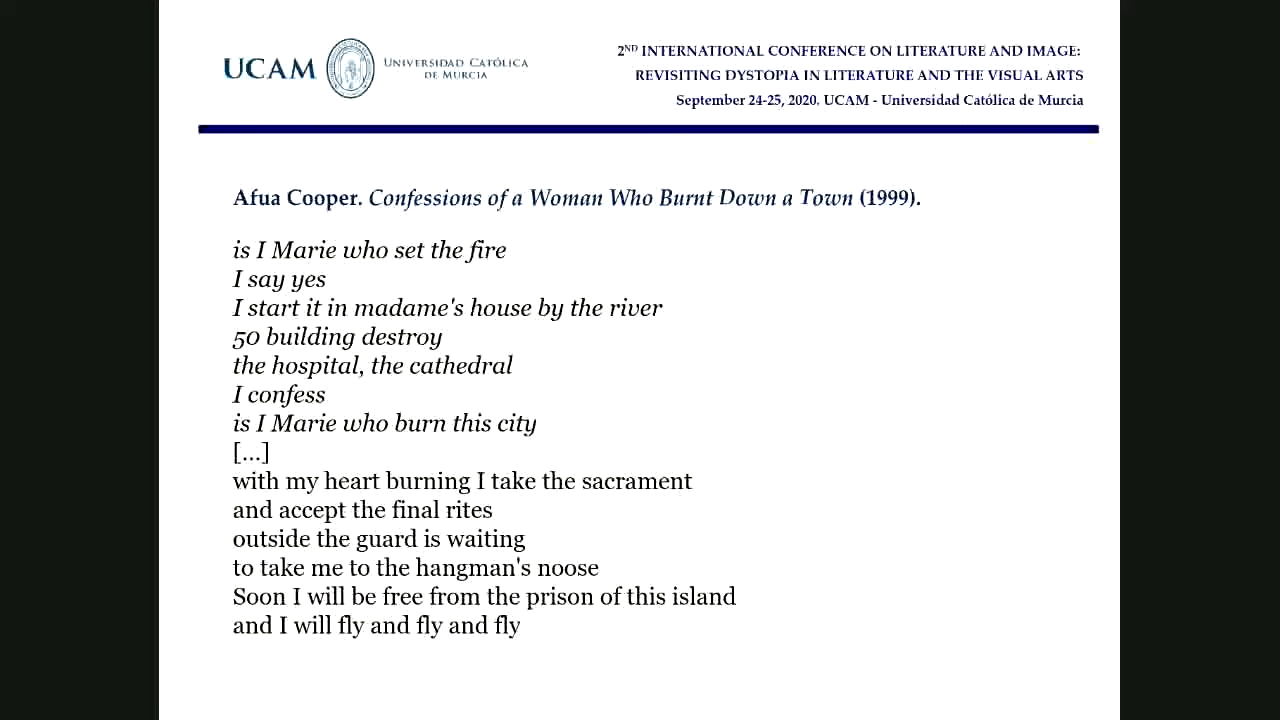 UCAM
UNIVERSIDAD CATÓLICA
DE MURCIA
2ND INTERNATIONAL CONFERENCE ON LITERATURE AND IMAGE:
REVISITING DYSTOPIA IN LITERATURE AND THE VISUAL ARTS
September 24-25, 2020. UCAM - Universidad Católica de Murcia
Afua Cooper. Confessions of a Woman Who Burnt Down a Town (1999).
is I Marie who set the fire
I say yes
I start it in madame's house by the river
50 building destroy
the hospital, the cathedral
I confess
is I Marie who burn this city
[...]
with my heart burning I take the sacrament
and accept the final rites
outside the guard is waiting
to take me to the hangman's noose
Soon I will be free from the prison of this island
and I will fly and fly and fly